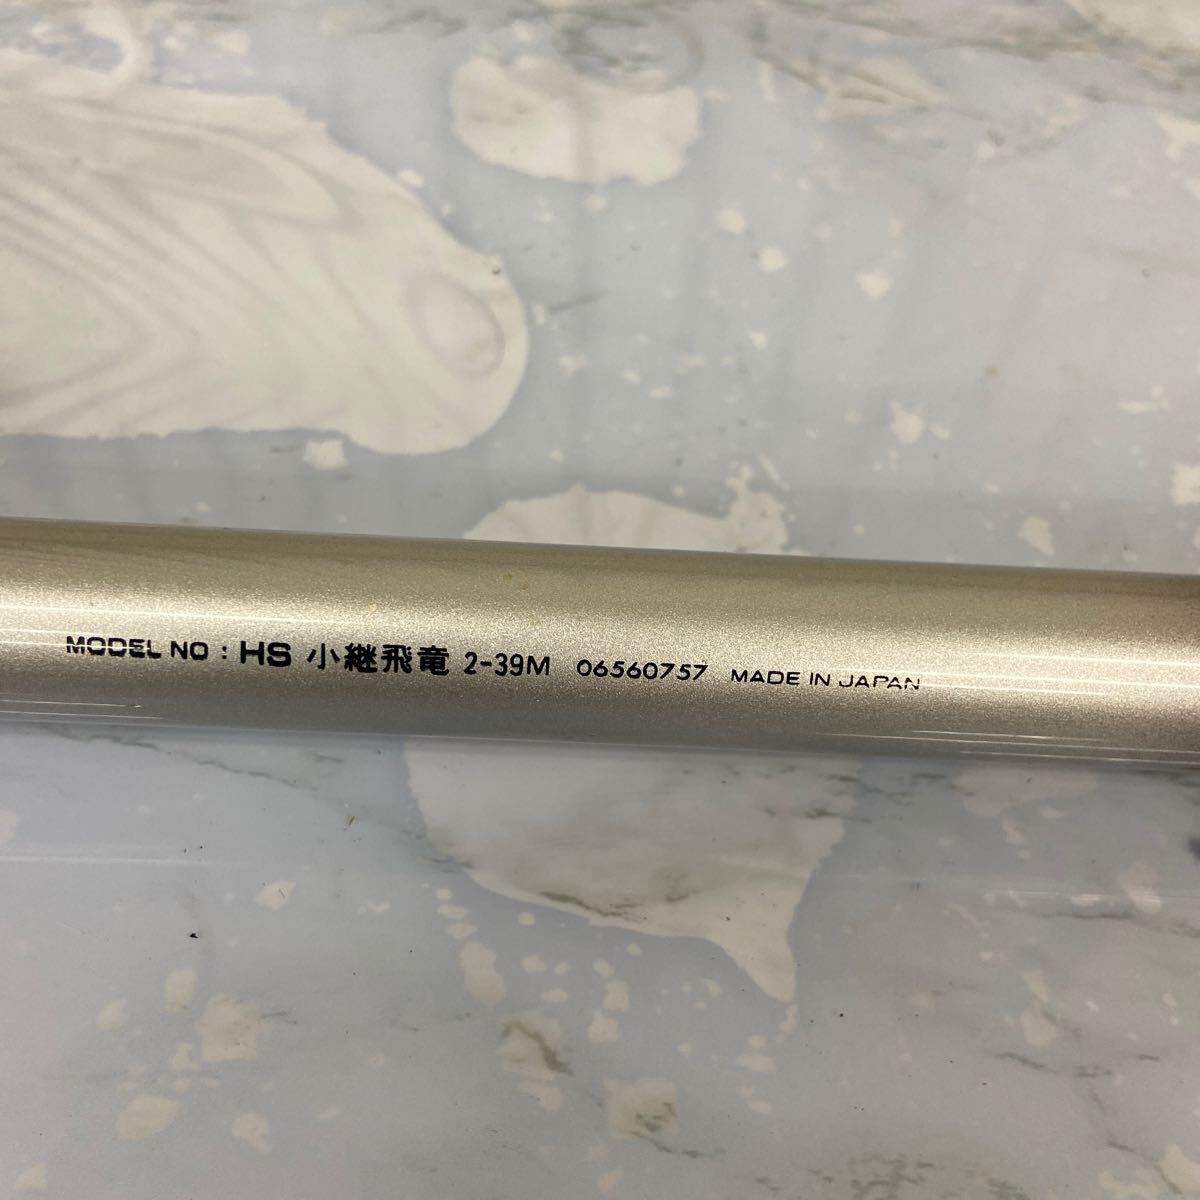 MODEL NO : HS 小継飛竜 2-39M 06560757 MADE IN JAPAN